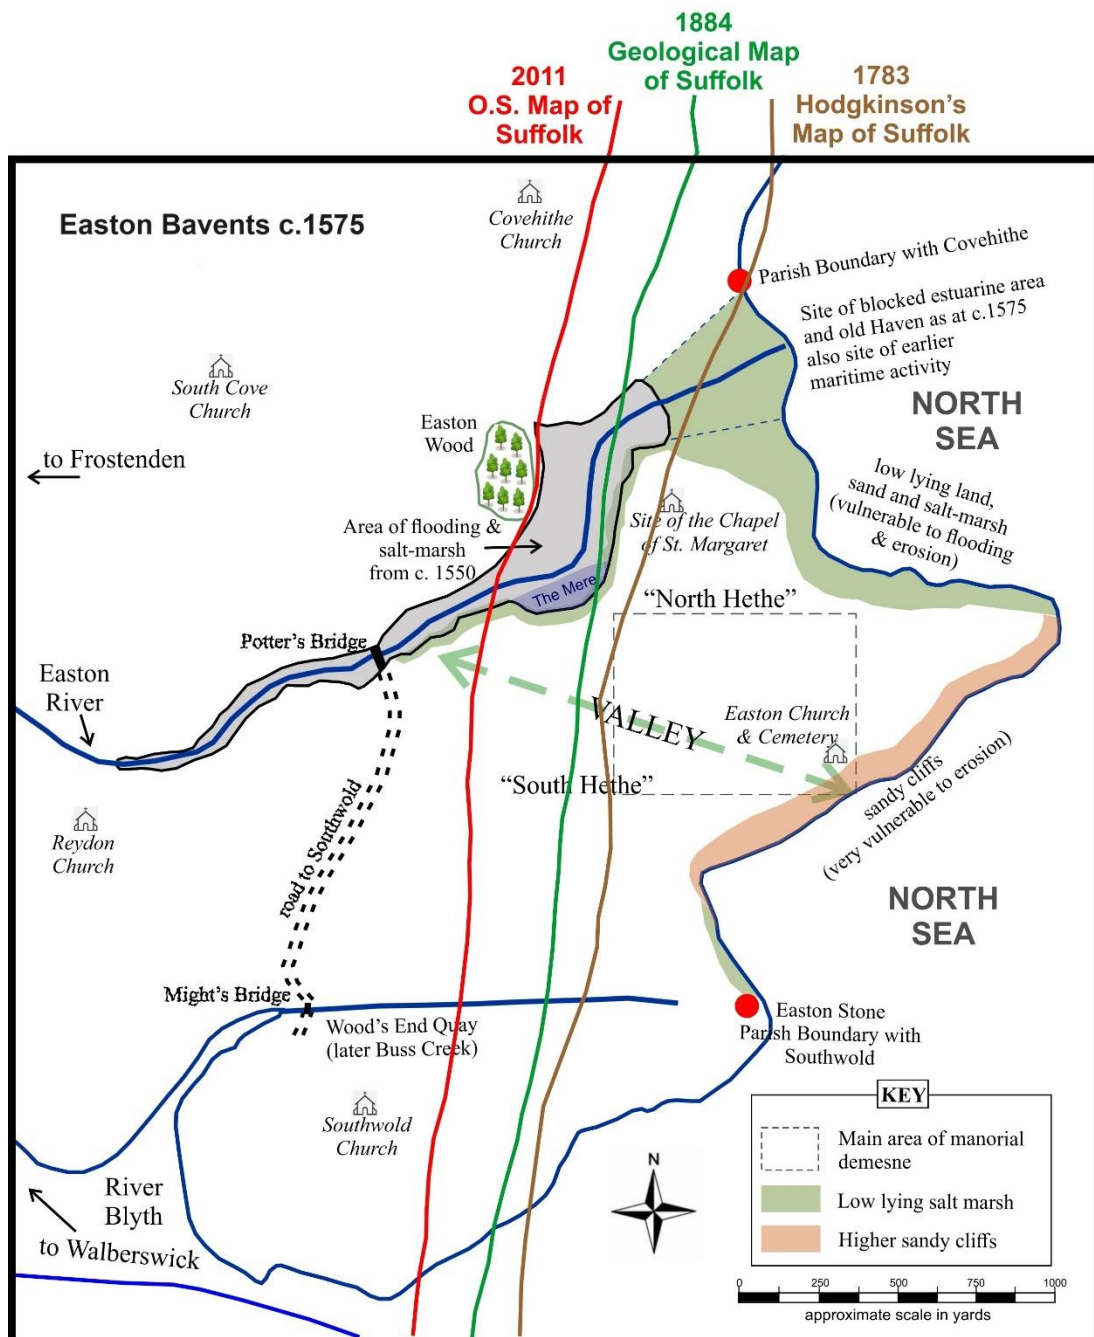 1884
Geological Map
of Suffolk
2011
O.S. Map of
Suffolk
1783
Hodgkinson's
Map of Suffolk
Easton Bavents c.1575
Covehithe
Church
Parish Boundary with Covehithe
Site of blocked estuarine area
and old Haven as at c.1575
also site of earlier
maritime activity
South Cove
Church
NORTH
SEA
Easton
Wood
to Frostenden
low lying land,
sand and salt-marsh
(vulnerable to flooding
& erosion)
Area of flooding &
salt-marsh
from c. 1550
Site of the Chapel
of St. Margaret
The Mere
"North Hethe"
Potter's Bridge
Easton
River
VALLEY
Easton Church
& Cemetery
"South Hethe"
sandy cliffs
(very vulnerable to erosion)
Reydon
Church
road to Southwold
NORTH
SEA
Might's Bridge
Wood's End Quay
(later Buss Creek)
Easton Stone
Parish Boundary with
Southwold
Southwold
Church
KEY
Main area of manorial
demesne
Low lying salt marsh
Higher sandy cliffs
N
River
Blyth
to Walberswick
0 250 500 750 1000
approximate scale in yards